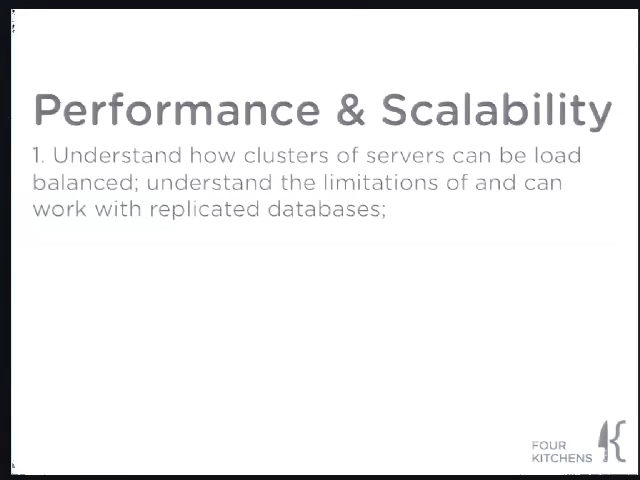 Performance & Scalability
1. Understand how clusters of servers can be load
balanced; understand the limitations of and can
work with replicated databases;
FOUR
KITCHENS